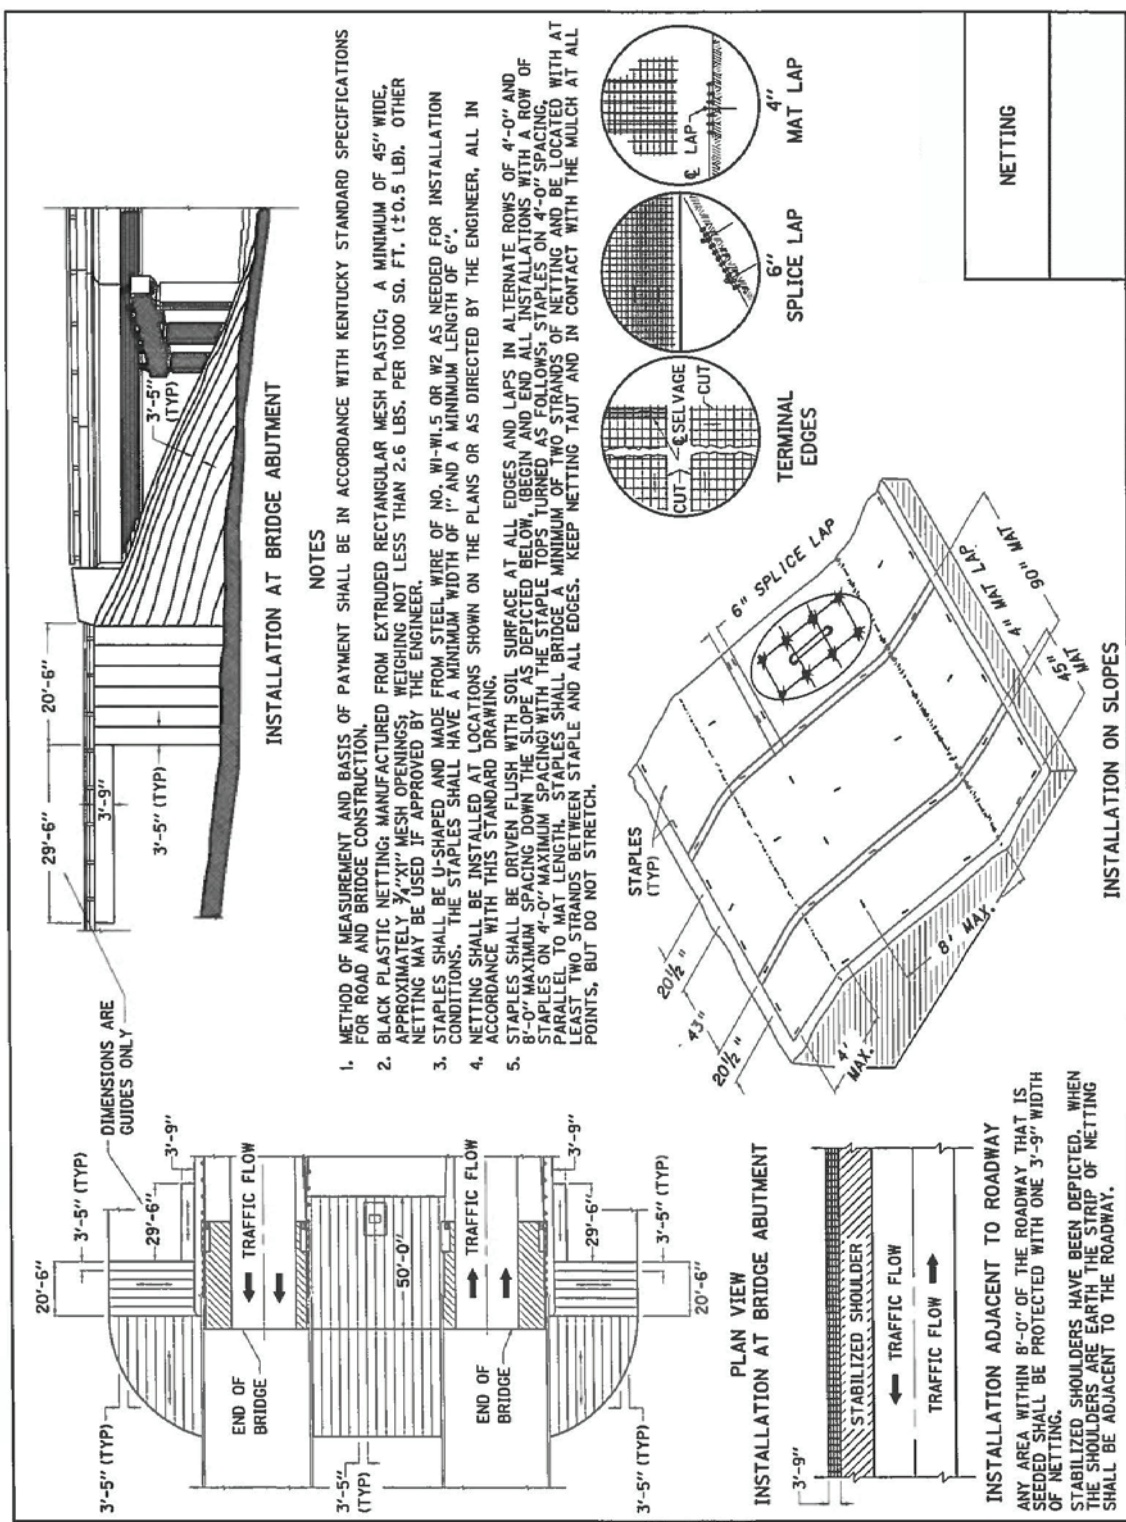 DIMENSIONS ARE
GUIDES ONLY
29'-6"
20'-6"
3'-9"
3'-5" (TYP)
3'-5"
(TYP)
INSTALLATION AT BRIDGE ABUTMENT
20'-6"
3'-5" (TYP)
29'-6"
3'-9"
3'-5" (TYP)
TRAFFIC FLOW
END OF
BRIDGE
50'-0"
3'-5"
(TYP)
TRAFFIC FLOW
END OF
BRIDGE
3'-9"
29'-6"
3'-5" (TYP)
3'-5" (TYP)
20'-6"
PLAN VIEW
INSTALLATION AT BRIDGE ABUTMENT
NOTES
1. METHOD OF MEASUREMENT AND BASIS OF PAYMENT SHALL BE IN ACCORDANCE WITH KENTUCKY STANDARD SPECIFICATIONS
FOR ROAD AND BRIDGE CONSTRUCTION.
2. BLACK PLASTIC NETTING: MANUFACTURED FROM EXTRUDED RECTANGULAR MESH PLASTIC; A MINIMUM OF 45" WIDE,
APPROXIMATELY 3/4"X1" MESH OPENINGS; WEIGHING NOT LESS THAN 2.6 LBS. PER 1000 SQ. FT. (±0.5 LB). OTHER
NETTING MAY BE USED IF APPROVED BY THE ENGINEER.
3. STAPLES SHALL BE U-SHAPED AND MADE FROM STEEL WIRE OF NO. W1-W1.5 OR W2 AS NEEDED FOR INSTALLATION
CONDITIONS. THE STAPLES SHALL HAVE A MINIMUM WIDTH OF 1" AND A MINIMUM LENGTH OF 6".
4. NETTING SHALL BE INSTALLED AT LOCATIONS SHOWN ON THE PLANS OR AS DIRECTED BY THE ENGINEER, ALL IN
ACCORDANCE WITH THIS STANDARD DRAWING.
5. STAPLES SHALL BE DRIVEN FLUSH WITH SOIL SURFACE AT ALL EDGES AND LAPS IN ALTERNATE ROWS OF 4'-0" AND
8'-0" MAXIMUM SPACING DOWN THE SLOPE AS DEPICTED BELOW, (BEGIN AND END ALL INSTALLATIONS WITH A ROW OF
STAPLES ON 4'-0" MAXIMUM SPACING) WITH THE STAPLE TOPS TURNED AS FOLLOWS: STAPLES ON 4'-0" SPACING,
PARALLEL TO MAT LENGTH. STAPLES SHALL BRIDGE A MINIMUM OF TWO STRANDS OF NETTING AND BE LOCATED WITH AT
LEAST TWO STRANDS BETWEEN STAPLE AND ALL EDGES. KEEP NETTING TAUT AND IN CONTACT WITH THE MULCH AT ALL
POINTS, BUT DO NOT STRETCH.
3'-9"
STABILIZED SHOULDER
TRAFFIC FLOW
TRAFFIC FLOW
INSTALLATION ADJACENT TO ROADWAY
ANY AREA WITHIN 8'-0" OF THE ROADWAY THAT IS
SEEDED SHALL BE PROTECTED WITH ONE 3'-9" WIDTH
OF NETTING.
STABILIZED SHOULDERS HAVE BEEN DEPICTED. WHEN
THE SHOULDERS ARE EARTH THE STRIP OF NETTING
SHALL BE ADJACENT TO THE ROADWAY.
STAPLES
(TYP)
20 1/2"
43"
20 1/2"
4'
MAX.
8' MAX.
6" SPLICE LAP
45"
MAT
4" MAT LAP
90" MAT
INSTALLATION ON SLOPES
CUT
℄ SELVAGE
CUT
TERMINAL
EDGES
6"
SPLICE LAP
℄ LAP
4"
MAT LAP
NETTING